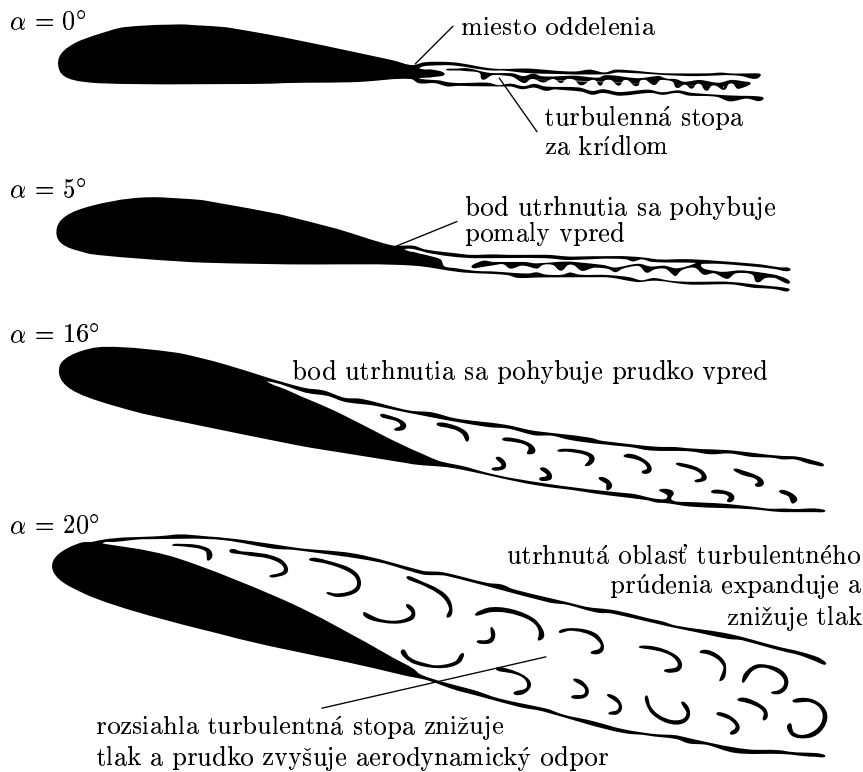 α = 0°
miesto oddelenia
turbulenná stopa
za krídlom
α = 5°
bod utrhnutia sa pohybuje
pomaly vpred
α = 16°
bod utrhnutia sa pohybuje prudko vpred
α = 20°
utrhnutá oblasť turbulentného
prúdenia expanduje a
znižuje tlak
rozsiahla turbulentná stopa znižuje
tlak a prudko zvyšuje aerodynamický odpor